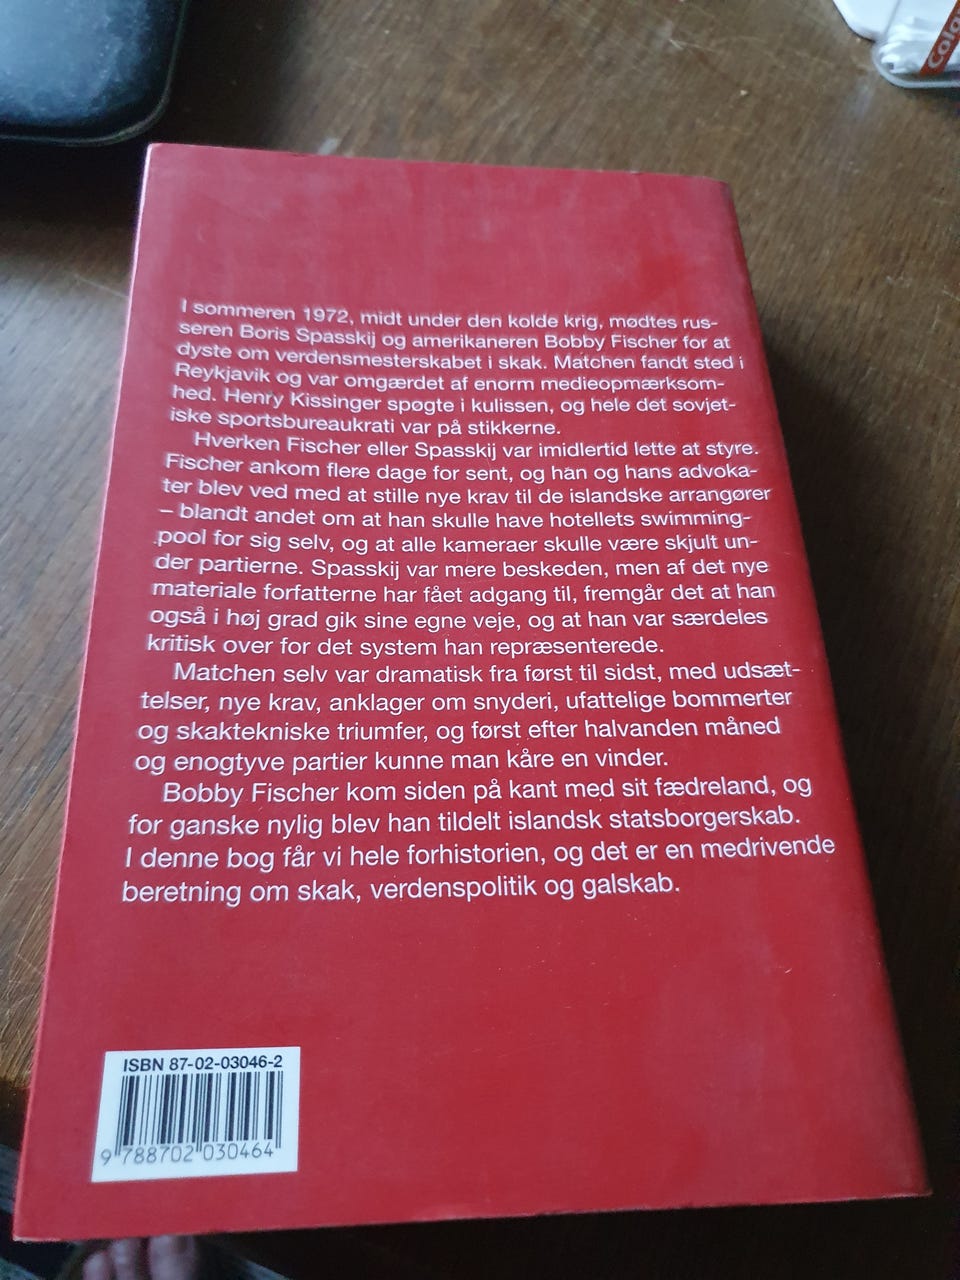 Colo
I sommeren 1972, midt under den kolde krig, mødtes rus-
seren Boris Spasskij og amerikaneren Bobby Fischer for at
dyste om verdensmesterskabet i skak. Matchen fandt sted i
Reykjavik og var omgærdet af enorm medieopmærksom-
hed. Henry Kissinger spøgte i kulissen, og hele det sovjet-
iske sportsbureaukrati var på stikkerne.
Hverken Fischer eller Spasskij var imidlertid lette at styre.
Fischer ankom flere dage for sent, og han og hans advoka-
ter blev ved med at stille nye krav til de islandske arrangører
– blandt andet om at han skulle have hotellets swimming-
pool for sig selv, og at alle kameraer skulle være skjult un-
der partierne. Spasskij var mere beskeden, men af det nye
materiale forfatterne har fået adgang til, fremgår det at han
også i høj grad gik sine egne veje, og at han var særdeles
kritisk over for det system han repræsenterede.
Matchen selv var dramatisk fra først til sidst, med udsæt-
telser, nye krav, anklager om snyderi, ufattelige bommerter
og skaktekniske triumfer, og først efter halvanden måned
og enogtyve partier kunne man kåre en vinder.
Bobby Fischer kom siden på kant med sit fædreland, og
for ganske nylig blev han tildelt islandsk statsborgerskab.
I denne bog får vi hele forhistorien, og det er en medrivende
beretning om skak, verdenspolitik og galskab.
ISBN 87-02-03046-2
9 788702 030464